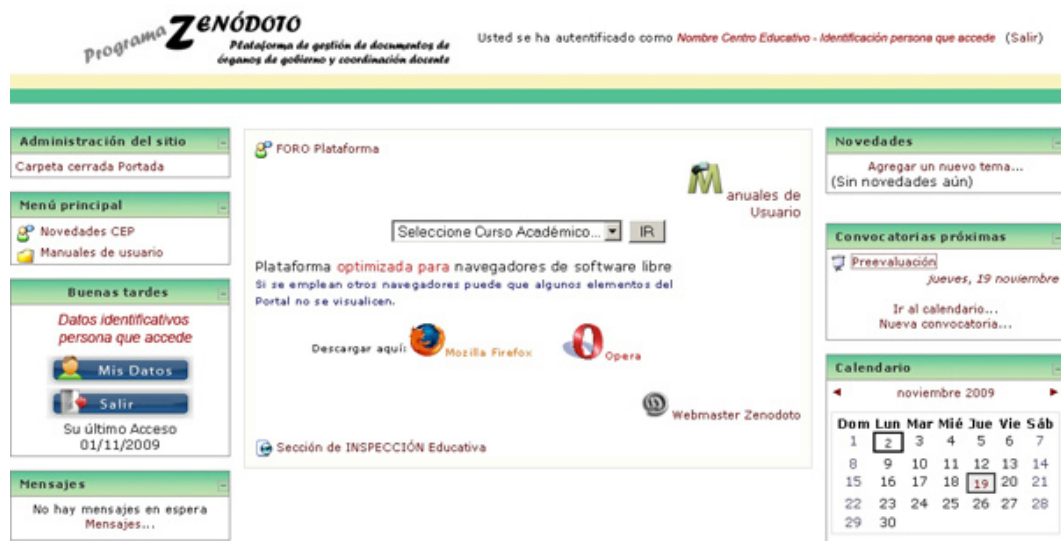 Programa ZENÓDOTO
Plataforma de gestión de documentos de
órganos de gobierno y coordinación docente
Usted se ha autentificado como Nombre Centro Educativo - Identificación persona que accede (Salir)
Administración del sitio
Carpeta cerrada Portada
Menú principal
Novedades CEP
Manuales de usuario
Buenas tardes
Datos identificativos
persona que accede
Mis Datos
Salir
Su último Acceso
01/11/2009
Mensajes
No hay mensajes en espera
Mensajes...
FORO Plataforma
Manuales de
Usuario
Seleccione Curso Académico... IR
Plataforma optimizada para navegadores de software libre
Si se emplean otros navegadores puede que algunos elementos del
Portal no se visualicen.
Descargar aquí: Mozilla Firefox Opera
Webmaster Zenodoto
Sección de INSPECCIÓN Educativa
Novedades
Agregar un nuevo tema...
(Sin novedades aún)
Convocatorias próximas
Preevaluación
jueves, 19 noviembre
Ir al calendario...
Nueva convocatoria...
Calendario
noviembre 2009
Dom Lun Mar Mié Jue Vie Sáb
1 2 3 4 5 6 7
8 9 10 11 12 13 14
15 16 17 18 19 20 21
22 23 24 25 26 27 28
29 30